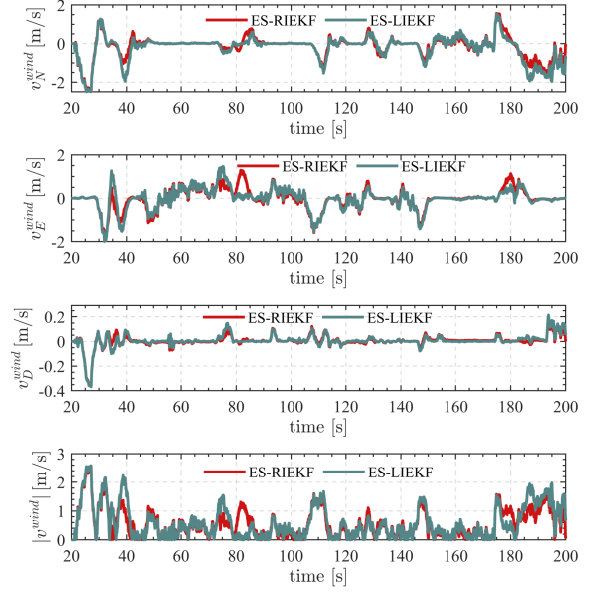 2
0
-2
v_N^{wind} [m/s]
ES-RIEKF ES-LIEKF
20 40 60 80 100 120 140 160 180 200
time [s]
2
0
-2
v_E^{wind} [m/s]
ES-RIEKF ES-LIEKF
20 40 60 80 100 120 140 160 180 200
time [s]
0.2
0
-0.2
-0.4
v_D^{wind} [m/s]
ES-RIEKF ES-LIEKF
20 40 60 80 100 120 140 160 180 200
time [s]
3
2
1
0
|v^{wind}| [m/s]
ES-RIEKF ES-LIEKF
20 40 60 80 100 120 140 160 180 200
time [s]